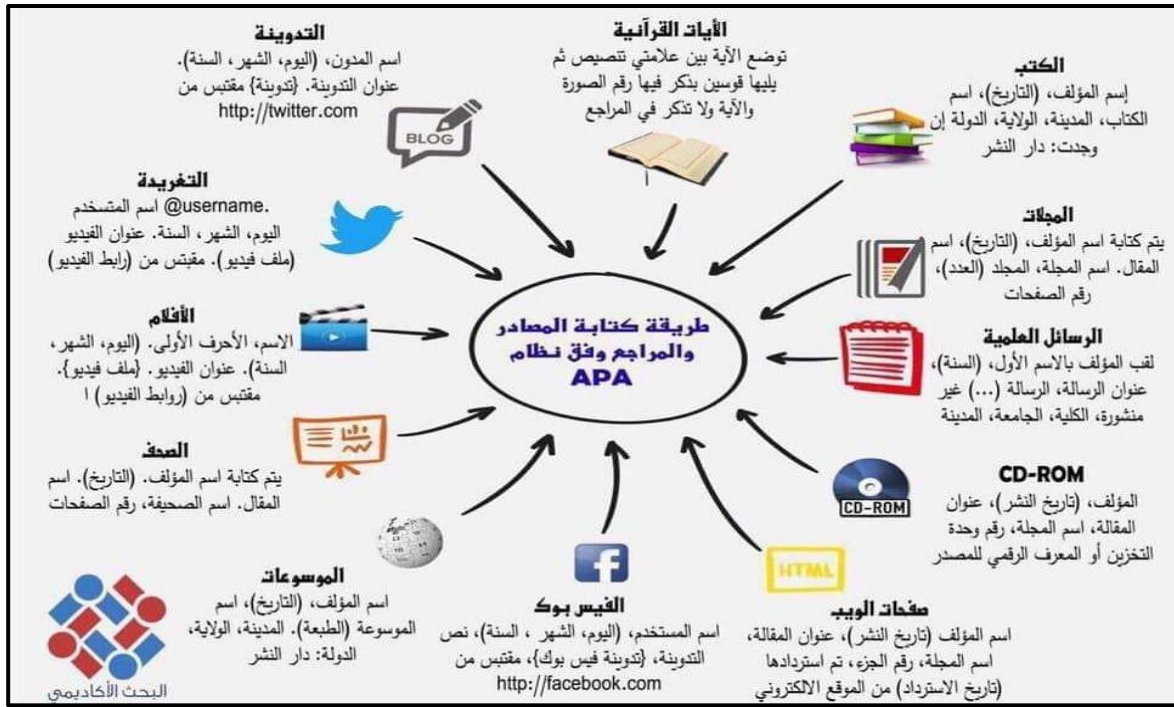 الكتب
إسم المؤلف، (التاريخ)، اسم
الكتاب، المدينة، الولاية، الدولة إن
وجدت: دار النشر
المجلات
يتم كتابة اسم المؤلف، (التاريخ)، اسم
المقال. اسم المجلة، المجلد (العدد)،
رقم الصفحات
الرسائل العلمية
لقب المؤلف بالاسم الأول، (السنة)،
عنوان الرسالة، الرسالة (...) غير
منشورة، الكلية، الجامعة، المدينة
CD-ROM
CD-ROM
المؤلف، (تاريخ النشر)، عنوان
المقالة، اسم المجلة، رقم وحدة
التخزين أو المعرف الرقمي للمصدر
HTML
صفحات الويب
اسم المؤلف (تاريخ النشر)، عنوان المقالة،
اسم المجلة، رقم الجزء، تم استردادها
(تاريخ الاسترداد) من الموقع الالكتروني
الفيس بوك
اسم المستخدم، (اليوم، الشهر ، السنة)، نص
التدوينة، {تدوينة فيس بوك}، مقتبس من
http://facebook.com
الموسوعات
اسم المؤلف، (التاريخ)، اسم
الموسوعة (الطبعة). المدينة، الولاية،
الدولة: دار النشر
الصحف
يتم كتابة اسم المؤلف. (التاريخ). اسم
المقال. اسم الصحيفة، رقم الصفحات
الأفلام
الاسم، الأحرف الأولى. (اليوم، الشهر،
السنة). عنوان الفيديو. {ملف فيديو}.
مقتبس من (روابط الفيديو) ا
التغريدة
.@username اسم المتسخدم
اليوم، الشهر، السنة. عنوان الفيديو
(ملف فيديو). مقبتس من (رابط الفيديو)
التدوينة
اسم المدون، (اليوم، الشهر، السنة).
عنوان التدوينة. {تدوينة} مقتبس من
http://twitter.com
BLOG
الأيات القرآنية
توضع الآية بين علامتي تتصيص ثم
يليها قوسين بذكر فيها رقم الصورة
والآية ولا تذكر في المراجع
طريقة كتابة المصادر
والمراجع وفق نظام
APA
البحث الأكاديمي